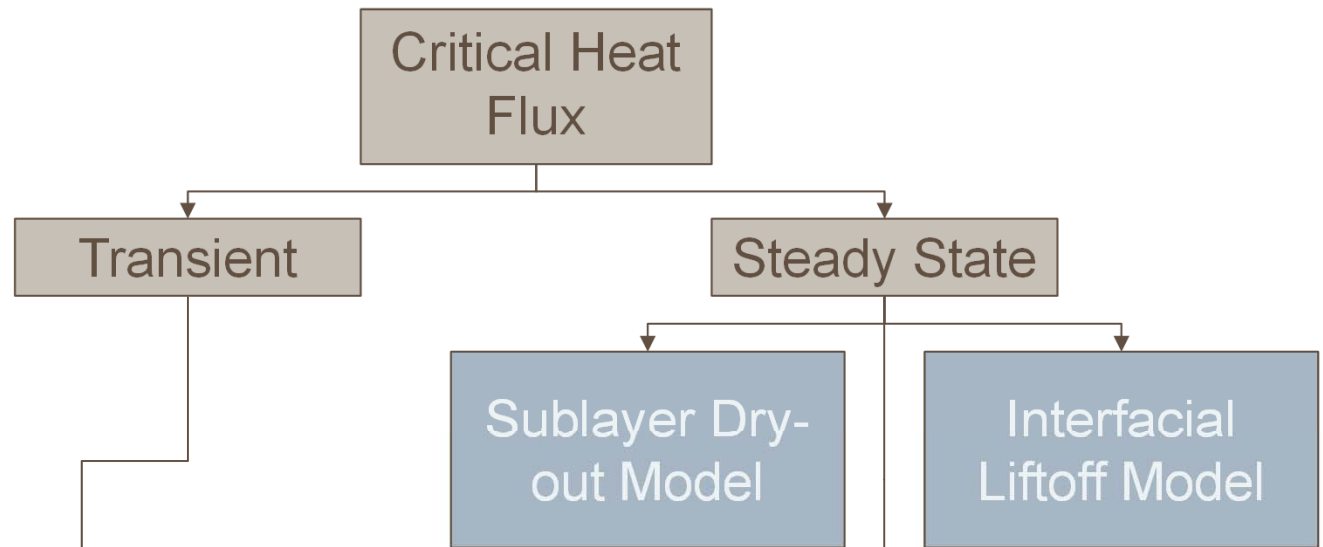 Critical Heat
Flux
Transient
Steady State
Sublayer Dry-
out Model
Interfacial
Liftoff Model